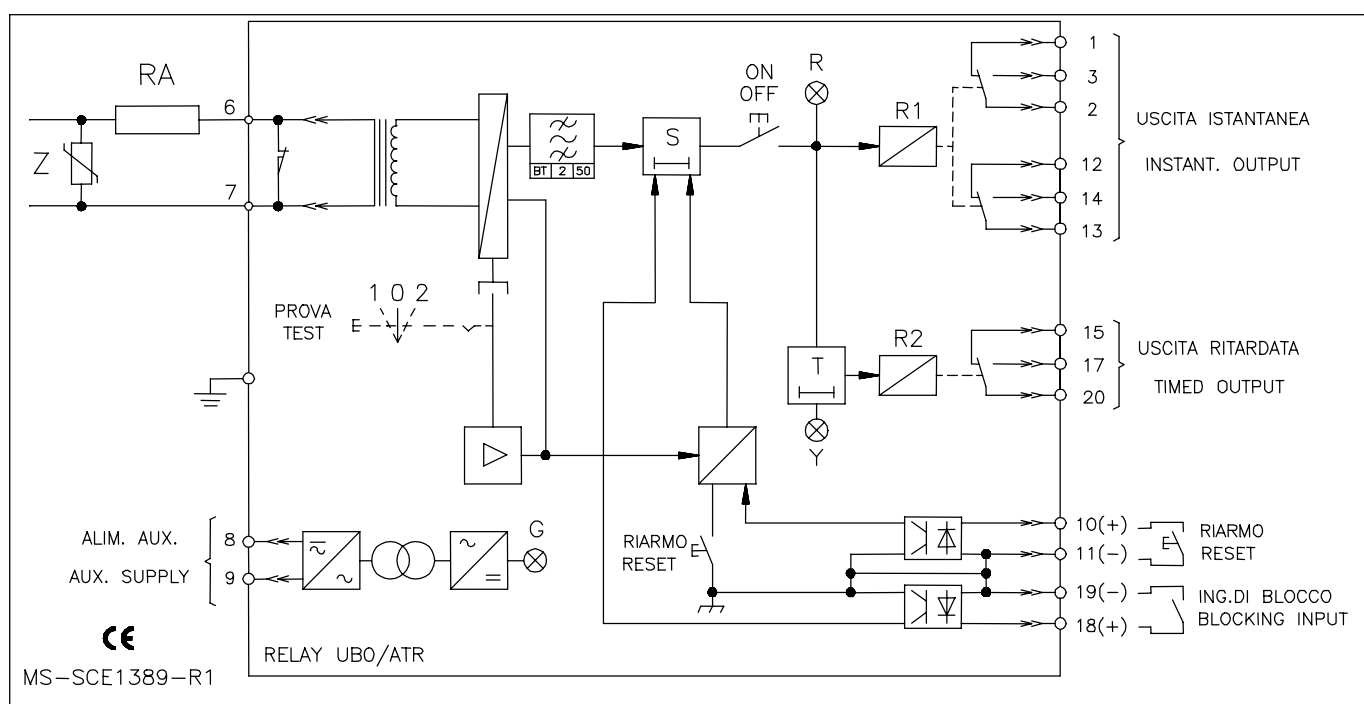 RA
6
Z
7
BT 2 50
S
ON
OFF
R
R1
1
3
2
USCITA ISTANTANEA
INSTANT. OUTPUT
12
14
13
PROVA
TEST
1 0 2
T
Y
R2
15
17
20
USCITA RITARDATA
TIMED OUTPUT
ALIM. AUX.
AUX. SUPPLY
8
9
G
RIARMO
RESET
10(+)
11(-)
RIARMO
RESET
19(-)
18(+)
ING.DI BLOCCO
BLOCKING INPUT
CE
MS-SCE1389-R1
RELAY UBO/ATR